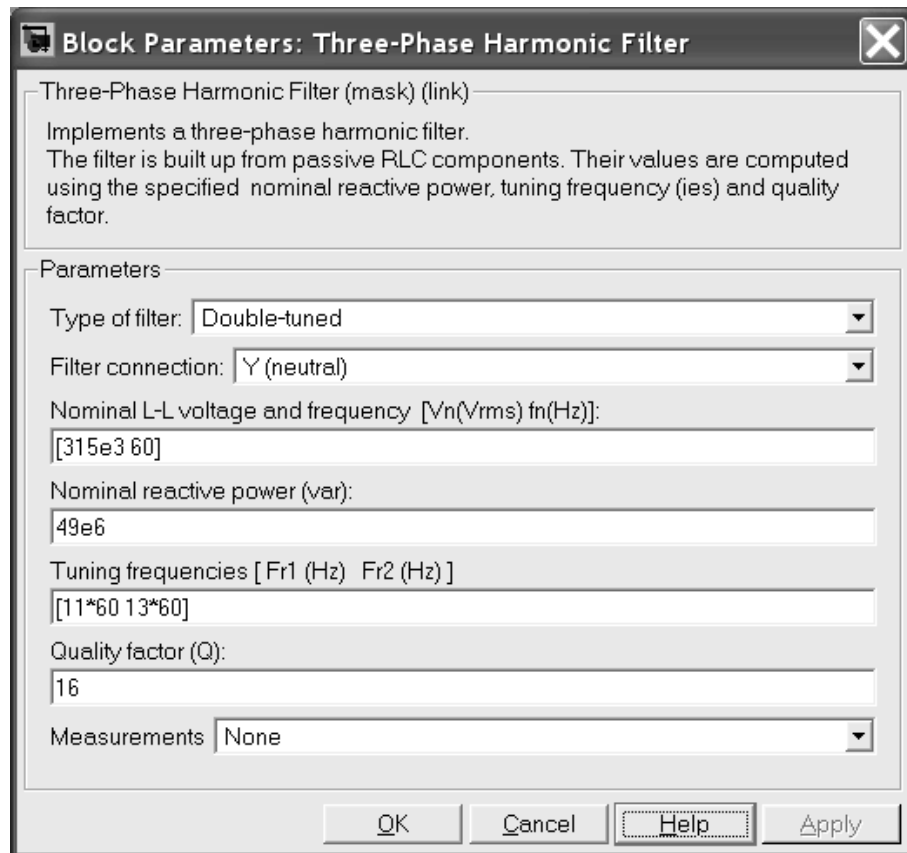 Block Parameters: Three-Phase Harmonic Filter
Three-Phase Harmonic Filter (mask) (link)
Implements a three-phase harmonic filter.
The filter is built up from passive RLC components. Their values are computed
using the specified nominal reactive power, tuning frequency (ies) and quality
factor.
Parameters
Type of filter: Double-tuned
Filter connection: Y (neutral)
Nominal L-L voltage and frequency [Vn(Vrms) fn(Hz)]:
[315e3 60]
Nominal reactive power (var):
49e6
Tuning frequencies [ Fr1 (Hz) Fr2 (Hz) ]
[11*60 13*60]
Quality factor (Q):
16
Measurements None
OK Cancel Help Apply